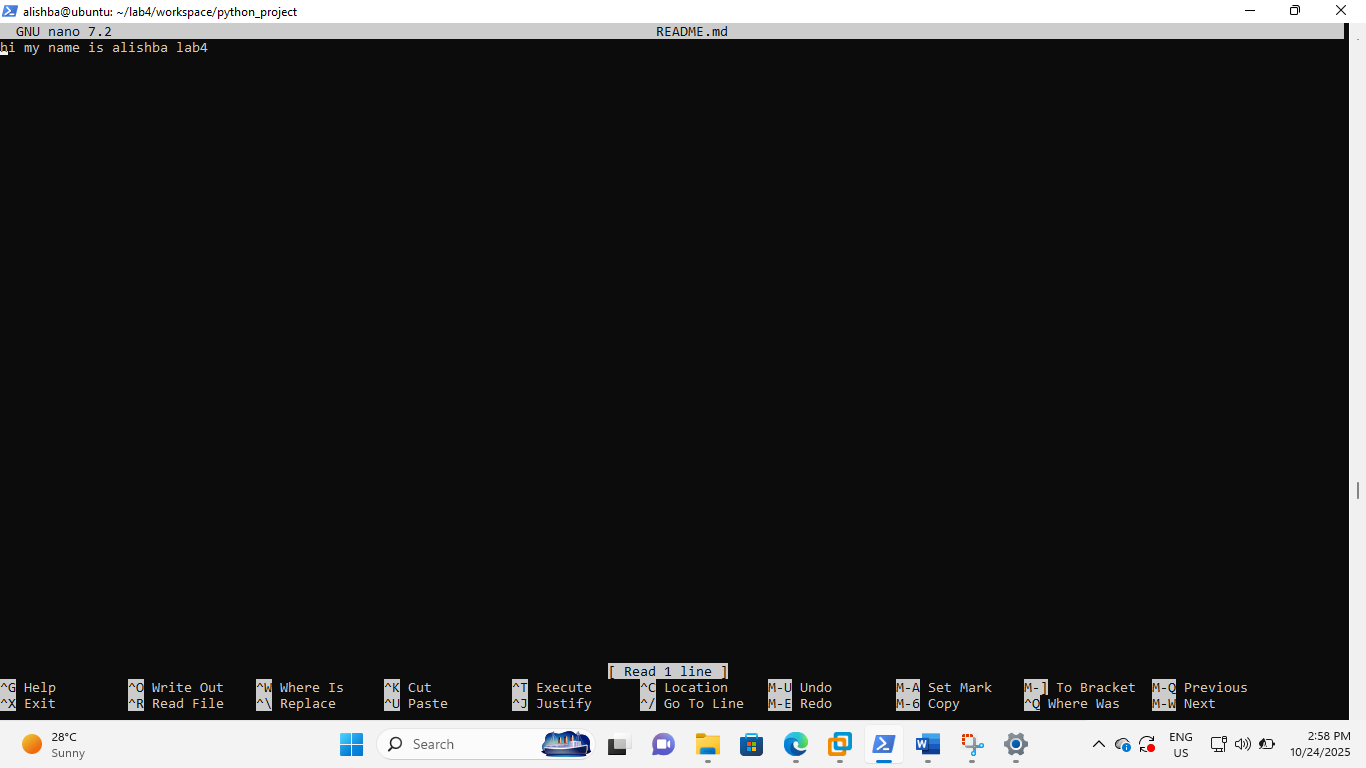 alishba@ubuntu: ~/lab4/workspace/python_project
GNU nano 7.2 README.md
hi my name is alishba lab4
[ Read 1 line ]
^G Help ^O Write Out ^W Where Is ^K Cut ^T Execute ^C Location M-U Undo M-A Set Mark M-] To Bracket M-Q Previous
^X Exit ^R Read File ^\ Replace ^U Paste ^J Justify ^/ Go To Line M-E Redo M-6 Copy ^Q Where Was M-W Next
28°C
Sunny
Search
ENG
US
2:58 PM
10/24/2025